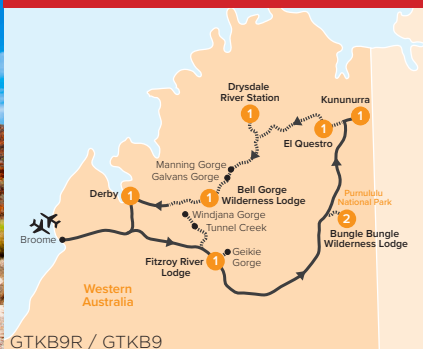 Drysdale
River Station
1
Kununurra
1
1
El Questro
Manning Gorge
Galvans Gorge
Derby
1
1
Bell Gorge
Wilderness Lodge
Purnululu
National Park
2
Bungle Bungle
Wilderness Lodge
Windjana Gorge
Tunnel Creek
Broome
Fitzroy River
Lodge
1
Geikie
Gorge
Western
Australia
GTKB9R / GTKB9